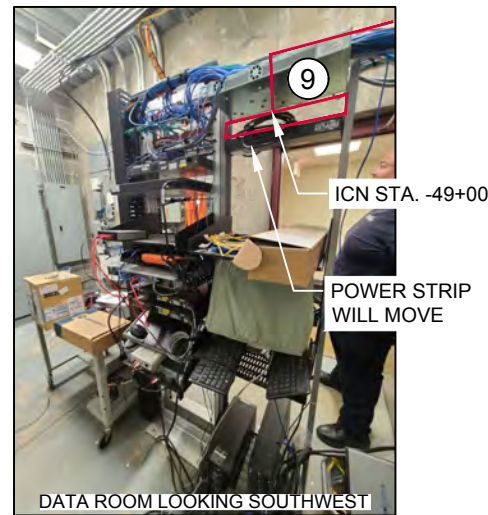 9
ICN STA. -49+00
POWER STRIP
WILL MOVE
DATA ROOM LOOKING SOUTHWEST